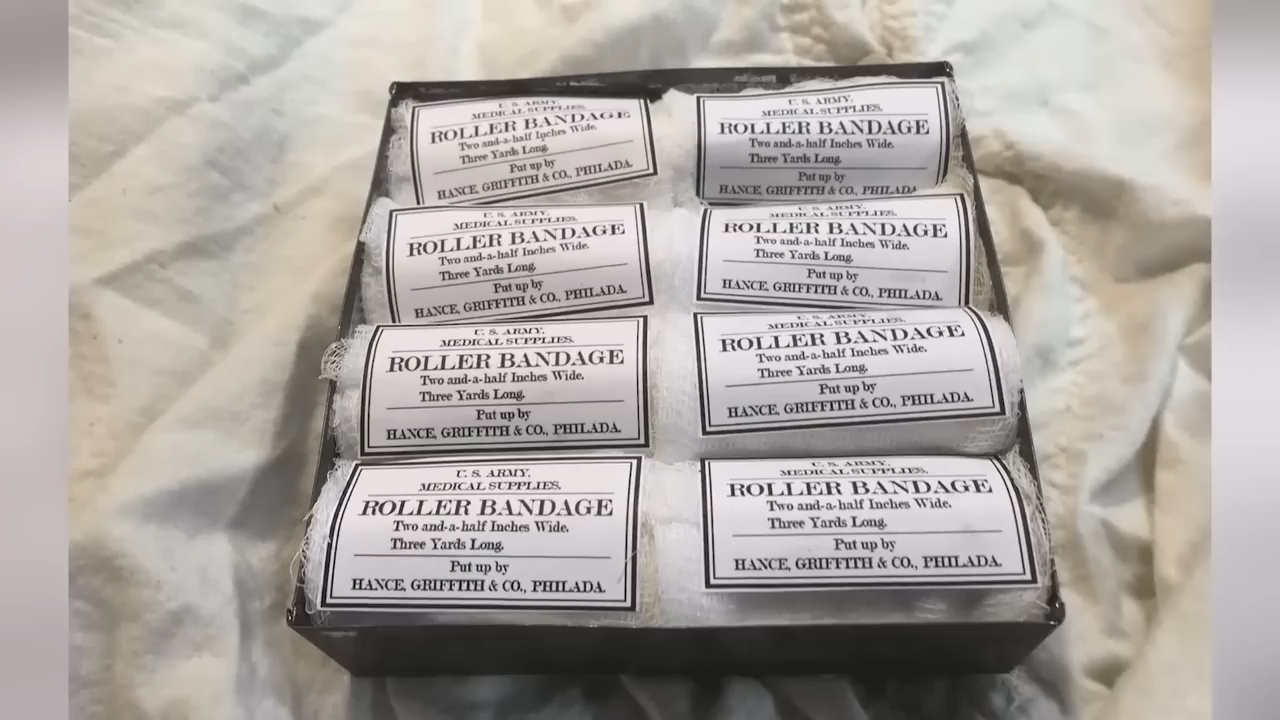 U. S. ARMY,
MEDICAL SUPPLIES.
ROLLER BANDAGE
Two and-a-half Inches Wide.
Three Yards Long.
Put up by
HANCE, GRIFFITH & CO., PHILADA.
U. S. ARMY,
MEDICAL SUPPLIES.
ROLLER BANDAGE
Two and-a-half Inches Wide.
Three Yards Long.
Put up by
HANCE, GRIFFITH & CO., PHILADA
U. S. ARMY,
MEDICAL SUPPLIES.
ROLLER BANDAGE
Two and-a-half Inches Wide.
Three Yards Long.
Put up by
HANCE, GRIFFITH & CO., PHILADA.
U. S. ARMY,
MEDICAL SUPPLIES.
ROLLER BANDAGE
Two and-a-half Inches Wide.
Three Yards Long.
Put up by
HANCE, GRIFFITH & CO., PHILADA.
U. S. ARMY,
MEDICAL SUPPLIES.
ROLLER BANDAGE
Two and-a-half Inches Wide.
Three Yards Long.
Put up by
HANCE, GRIFFITH & CO., PHILADA.
U. S. ARMY,
MEDICAL SUPPLIES.
ROLLER BANDAGE
Two and-a-half Inches Wide.
Three Yards Long.
Put up by
HANCE, GRIFFITH & CO., PHILADA.
U. S. ARMY,
MEDICAL SUPPLIES.
ROLLER BANDAGE
Two and-a-half Inches Wide.
Three Yards Long.
Put up by
HANCE, GRIFFITH & CO., PHILADA.
U. S. ARMY,
MEDICAL SUPPLIES.
ROLLER BANDAGE
Two and-a-half Inches Wide.
Three Yards Long.
Put up by
HANCE, GRIFFITH & CO., PHILADA.